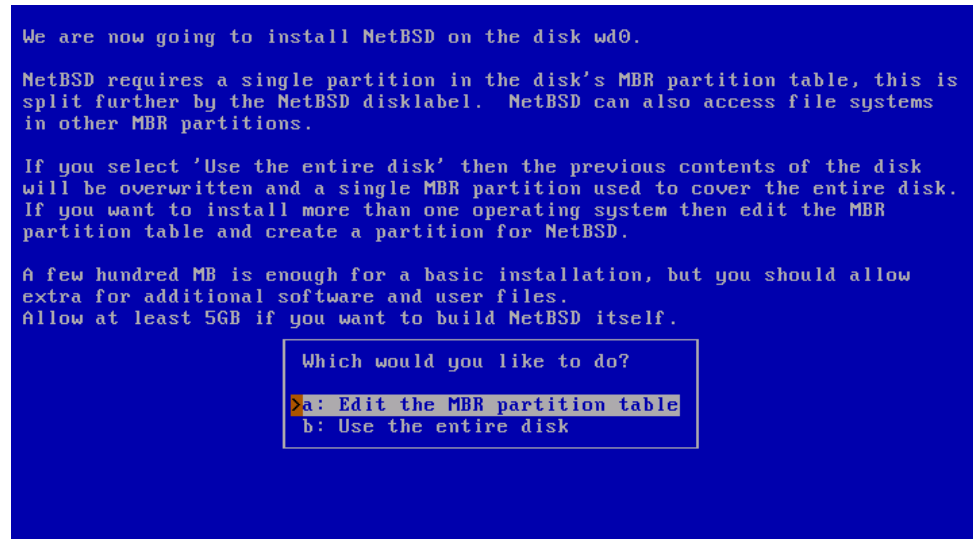 We are now going to install NetBSD on the disk wd0.
NetBSD requires a single partition in the disk's MBR partition table, this is
split further by the NetBSD disklabel.  NetBSD can also access file systems
in other MBR partitions.
If you select 'Use the entire disk' then the previous contents of the disk
will be overwritten and a single MBR partition used to cover the entire disk.
If you want to install more than one operating system then edit the MBR
partition table and create a partition for NetBSD.
A few hundred MB is enough for a basic installation, but you should allow
extra for additional software and user files.
Allow at least 5GB if you want to build NetBSD itself.
Which would you like to do?
>a: Edit the MBR partition table
b: Use the entire disk